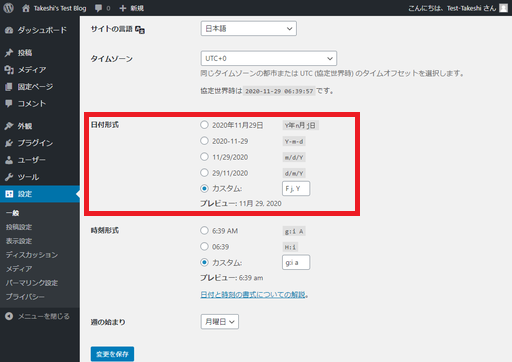 Takeshi's Test Blog 0 + 新規 こんにちは、Test-Takeshi さん
ダッシュボード
投稿
メディア
固定ページ
コメント
外観
プラグイン
ユーザー
ツール
設定
一般
投稿設定
表示設定
ディスカッション
メディア
パーマリンク設定
プライバシー
メニューを閉じる
サイトの言語 日本語
タイムゾーン UTC+0
同じタイムゾーンの都市または UTC (協定世界時) のタイムオフセットを選択します。
協定世界時は 2020-11-29 06:39:57 です。
日付形式 2020年11月29日 Y年n月j日
2020-11-29 Y-m-d
11/29/2020 m/d/Y
29/11/2020 d/m/Y
カスタム: F j, Y
プレビュー: 11月 29, 2020
時刻形式 6:39 AM g:i A
06:39 H:i
カスタム: g:i a
プレビュー: 6:39 am
日付と時刻の書式についての解説。
週の始まり 月曜日
変更を保存